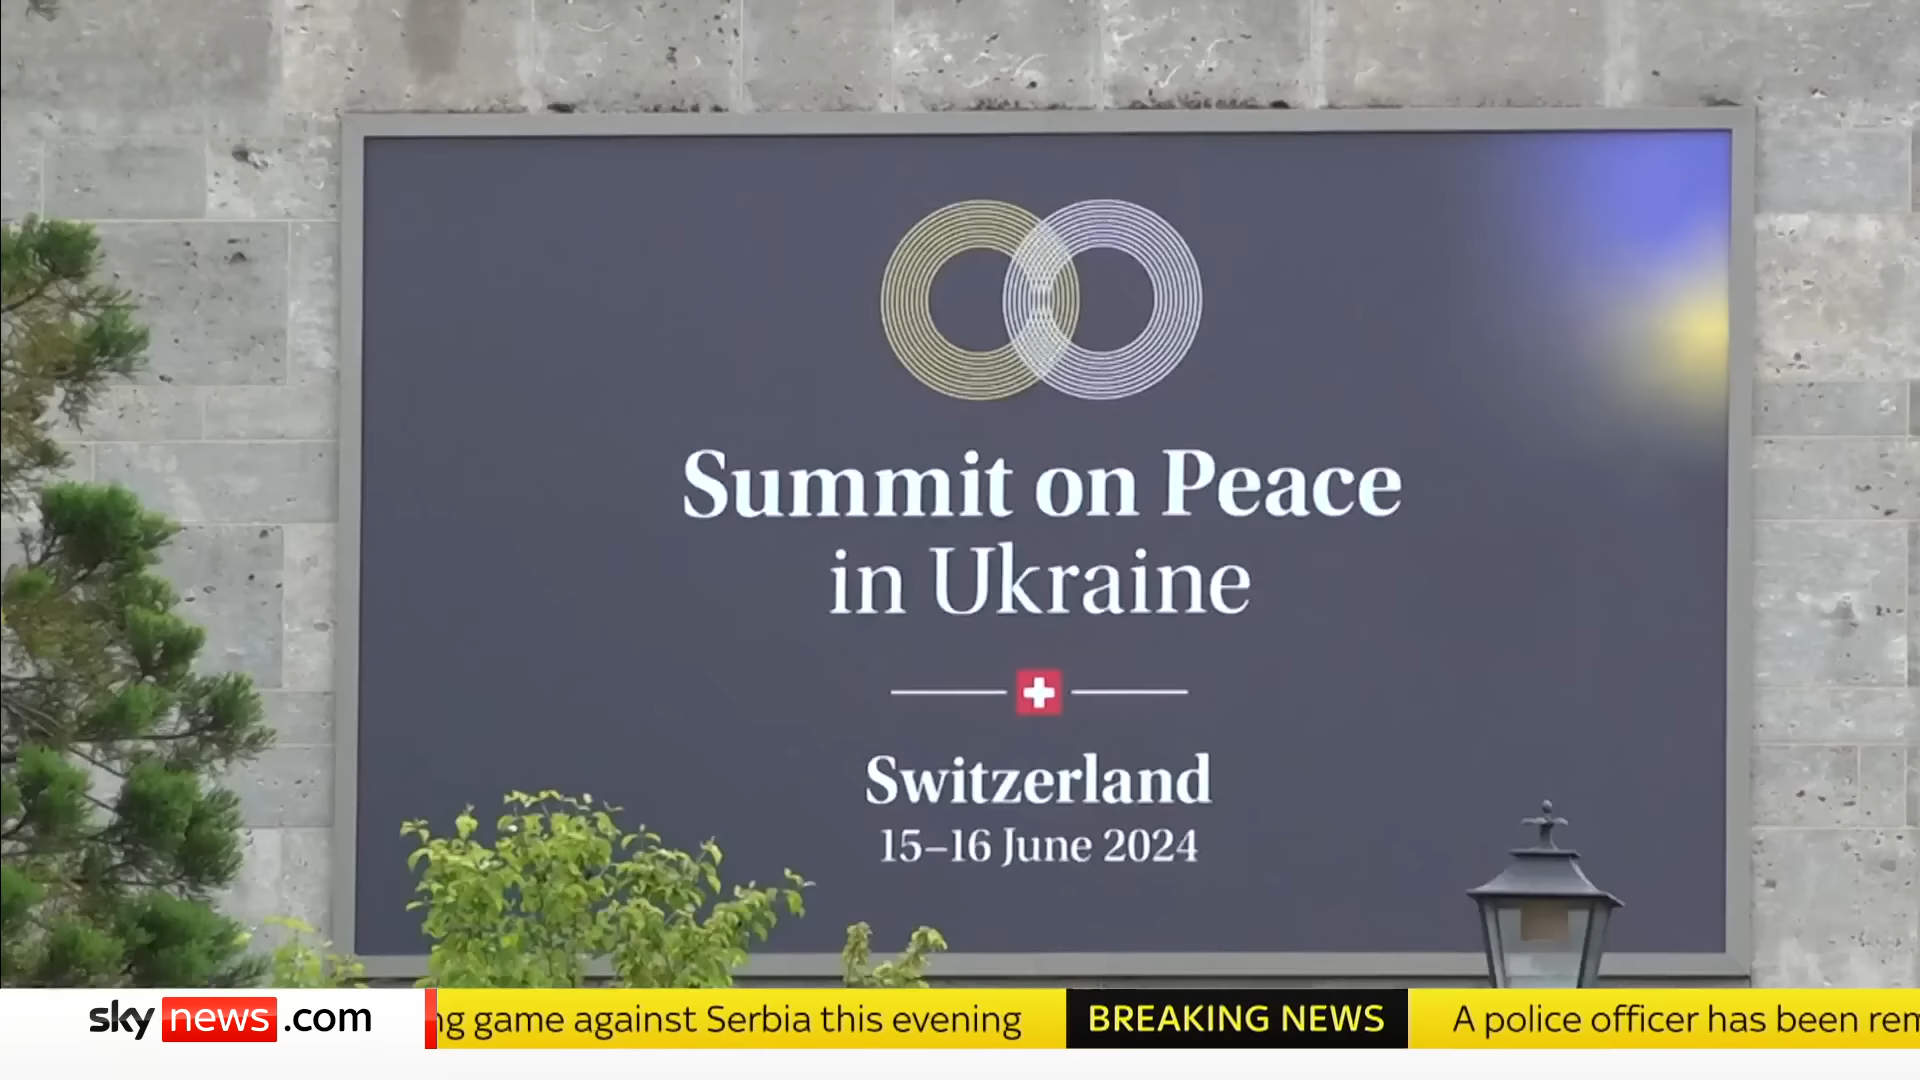 Summit on Peace
in Ukraine
Switzerland
15–16 June 2024
sky news .com
game against Serbia this evening BREAKING NEWS A police officer has been